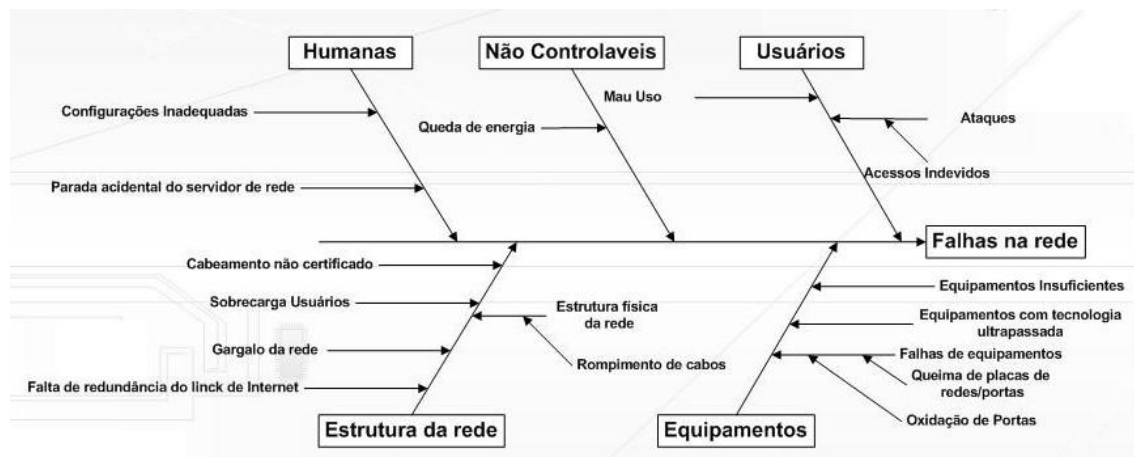 Humanas
Não Controlaveis
Usuários
Configurações Inadequadas
Parada acidental do servidor de rede
Queda de energia
Mau Uso
Ataques
Acessos Indevidos
Falhas na rede
Cabeamento não certificado
Sobrecarga Usuários
Estrutura física
da rede
Gargalo da rede
Rompimento de cabos
Falta de redundância do linck de Internet
Estrutura da rede
Equipamentos Insuficientes
Equipamentos com tecnologia
ultrapassada
Falhas de equipamentos
Queima de placas de
redes/portas
Oxidação de Portas
Equipamentos